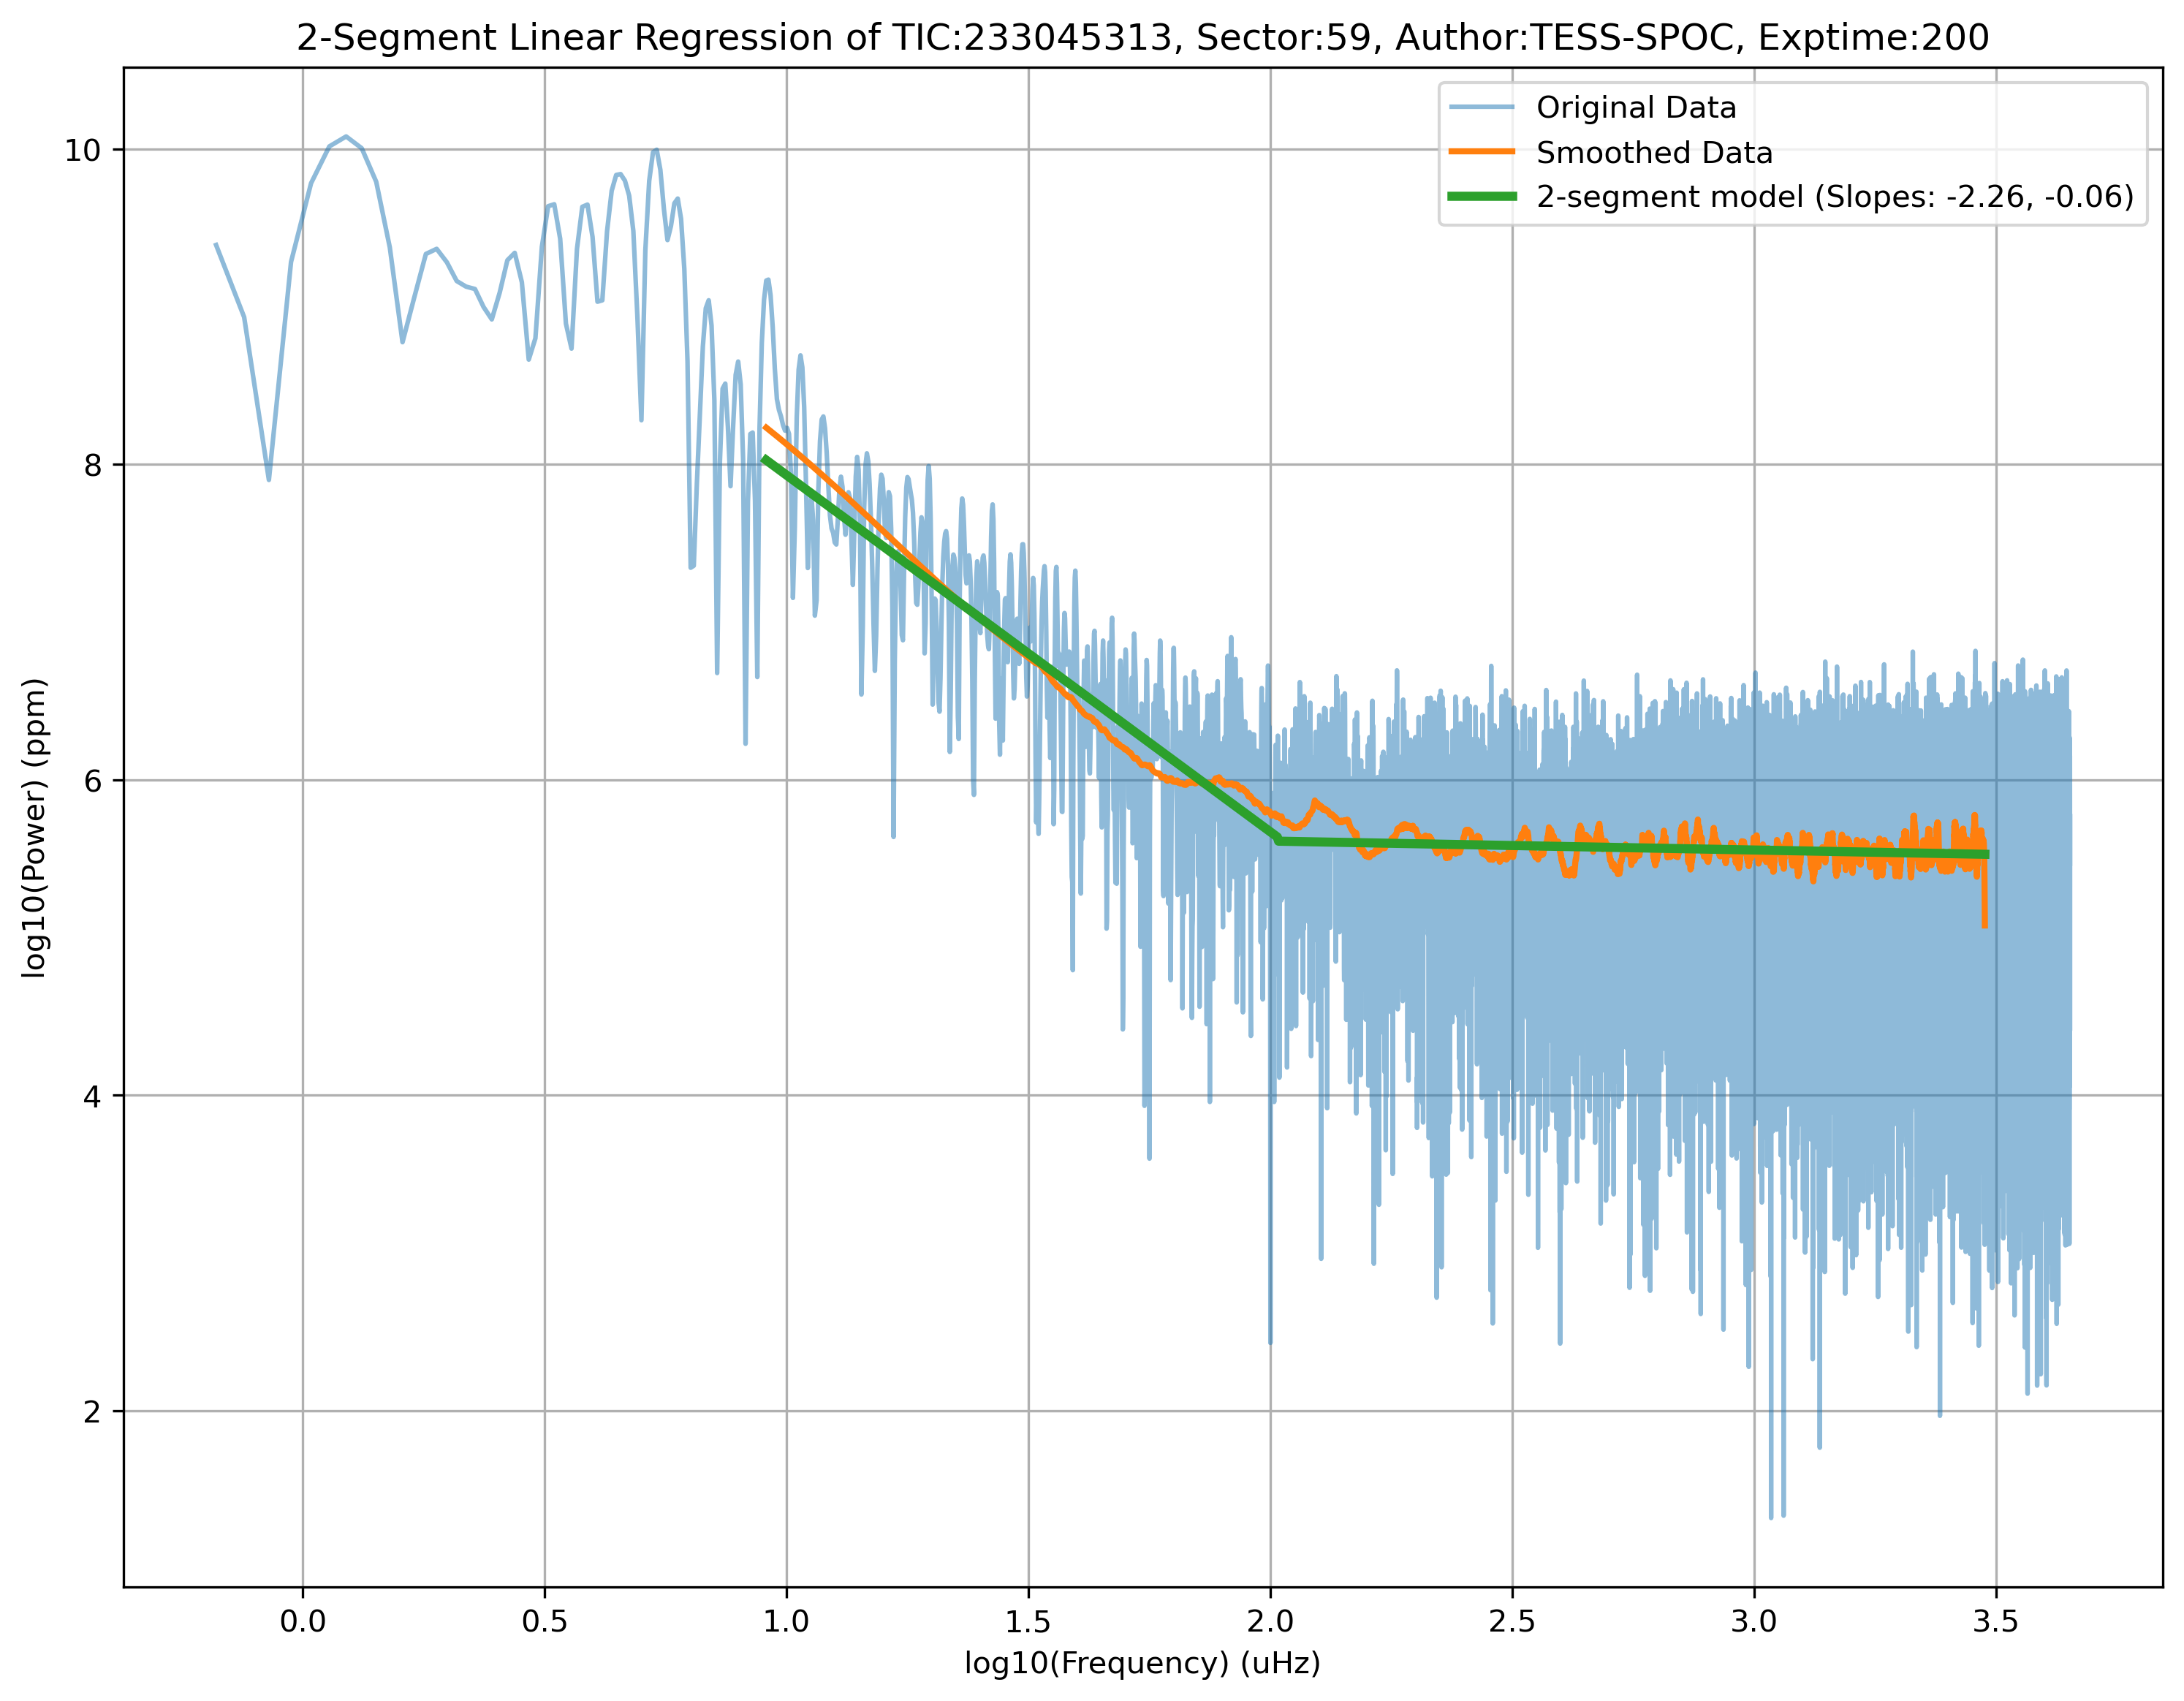 2-Segment Linear Regression of TIC:233045313, Sector:59, Author:TESS-SPOC, Exptime:200
Original Data
Smoothed Data
2-segment model (Slopes: -2.26, -0.06)
log10(Power) (ppm)
10
8
6
4
2
0.0 0.5 1.0 1.5 2.0 2.5 3.0 3.5
log10(Frequency) (uHz)